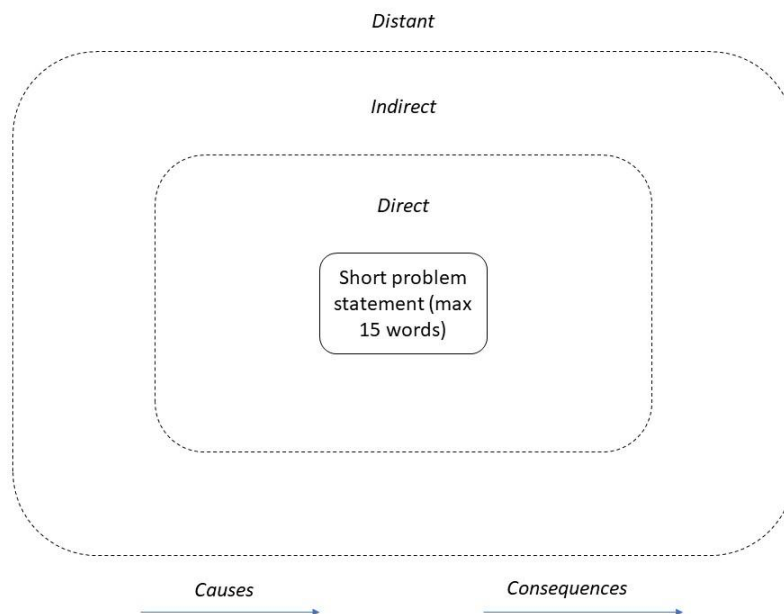 Distant
Indirect
Direct
Short problem
statement (max
15 words)
Causes
Consequences